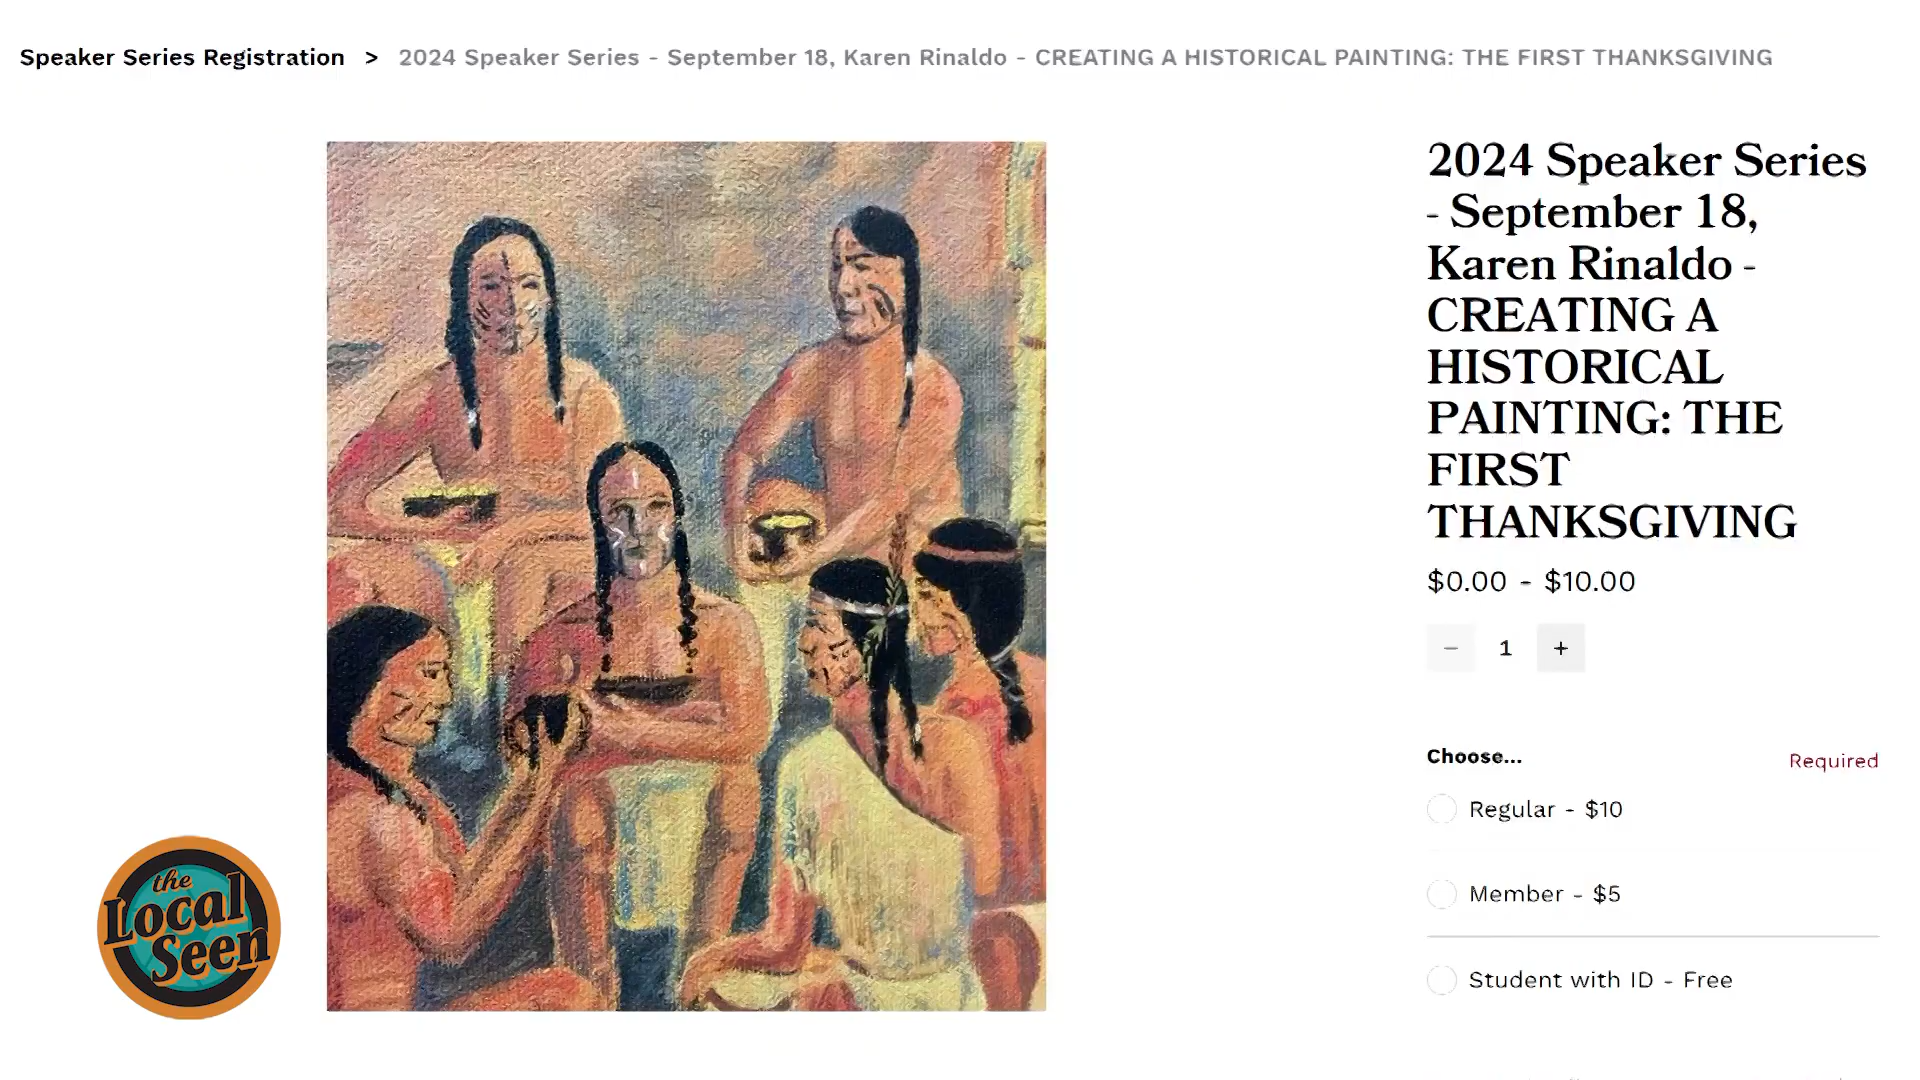 Speaker Series Registration > 2024 Speaker Series - September 18, Karen Rinaldo - CREATING A HISTORICAL PAINTING: THE FIRST THANKSGIVING
2024 Speaker Series
- September 18,
Karen Rinaldo -
CREATING A
HISTORICAL
PAINTING: THE
FIRST
THANKSGIVING
$0.00 - $10.00
− 1 +
Choose... Required
Regular - $10
Member - $5
Student with ID - Free
the
Local
Seen